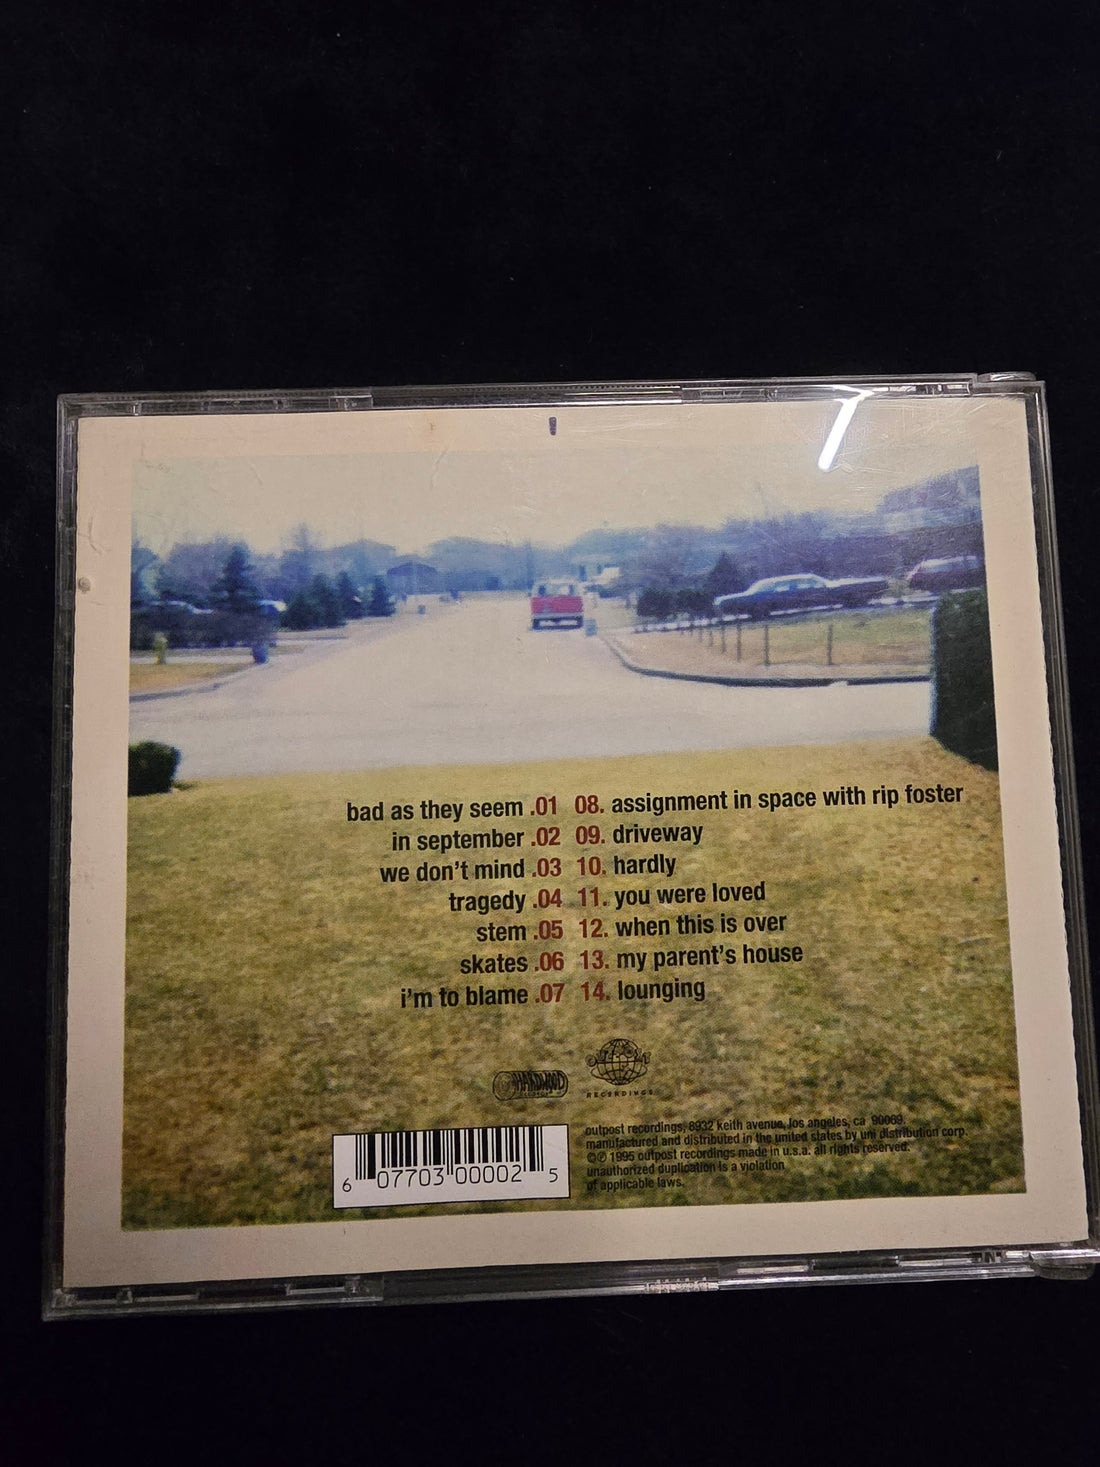 bad as they seem .01
in september .02
we don't mind .03
tragedy .04
stem .05
skates .06
i'm to blame .07
08. assignment in space with rip foster
09. driveway
10. hardly
11. you were loved
12. when this is over
13. my parent's house
14. lounging
HARDWOOD
OUTPOST
RECORDINGS
outpost recordings, 8932 keith avenue, los angeles, ca 90069.
manufactured and distributed in the united states by uni distribution corp.
©℗ 1995 outpost recordings made in u.s.a. all rights reserved.
unauthorized duplication is a violation
of applicable laws.
6 07703 00002 5